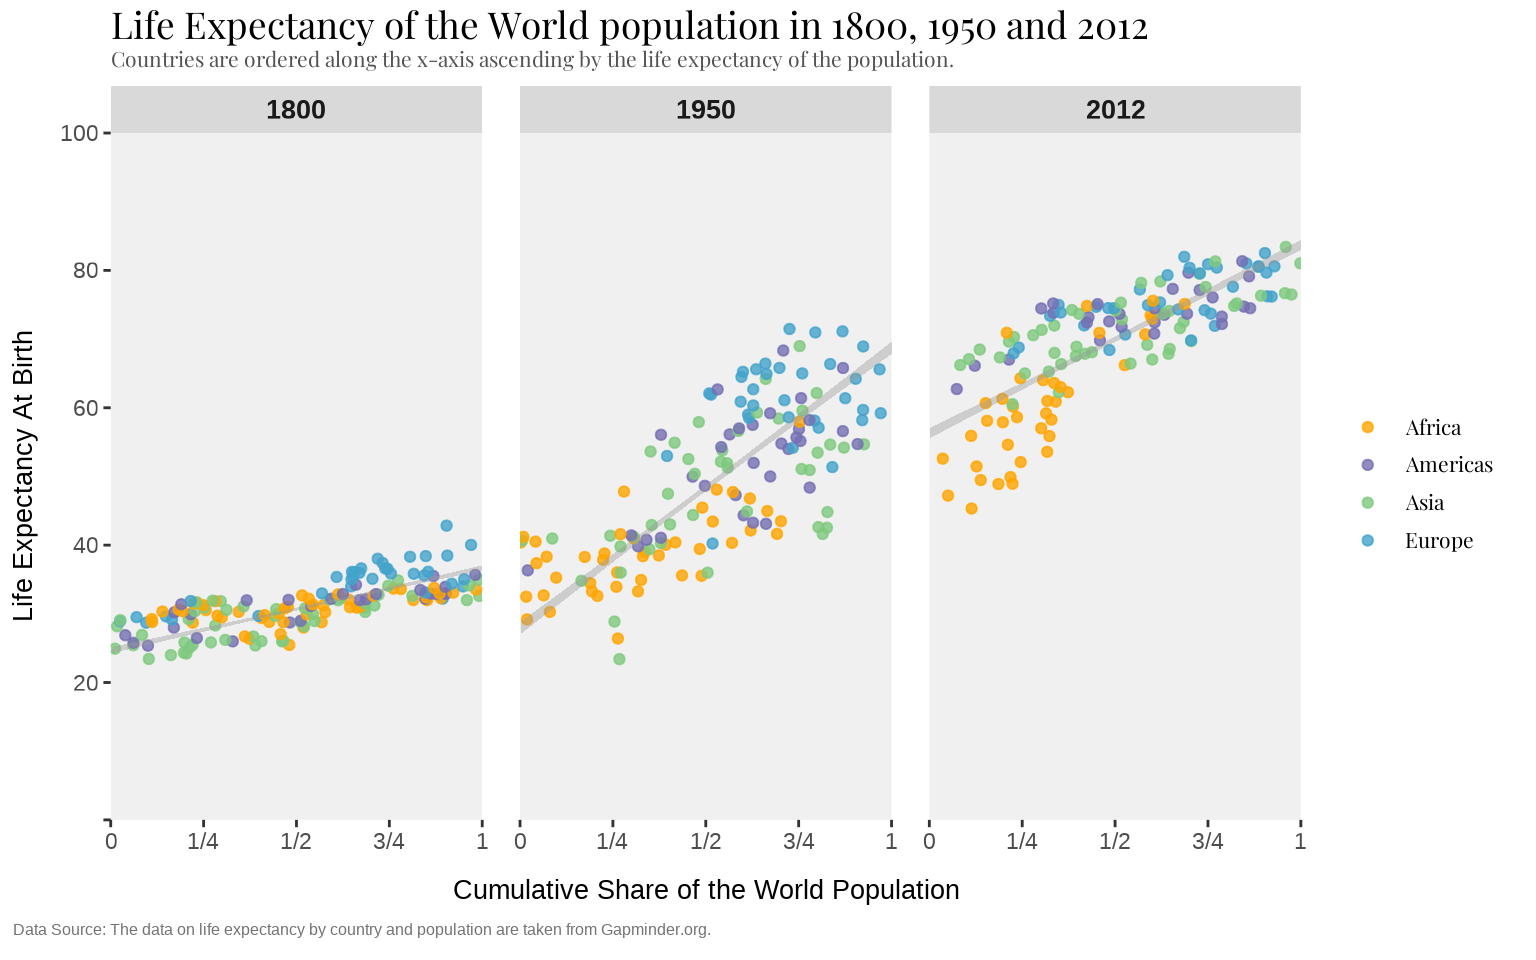 Life Expectancy of the World population in 1800, 1950 and 2012
Countries are ordered along the x-axis ascending by the life expectancy of the population.
1800
1950
2012
Life Expectancy At Birth
100
80
60
40
20
0 1/4 1/2 3/4 1
0 1/4 1/2 3/4 1
0 1/4 1/2 3/4 1
Cumulative Share of the World Population
Africa
Americas
Asia
Europe
Data Source: The data on life expectancy by country and population are taken from Gapminder.org.